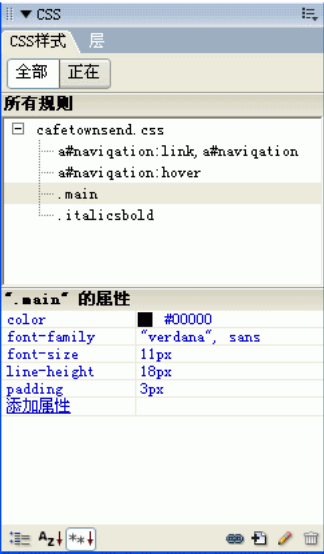 ▼ CSS
CSS样式 层
全部 正在
所有规则
cafetownsend.css
a#navigation:link, a#navigation
a#navigation:hover
.main
.italicsbold
".main" 的属性
color #00000
font-family "verdana", sans
font-size 11px
line-height 18px
padding 3px
添加属性
Az↓ **↓